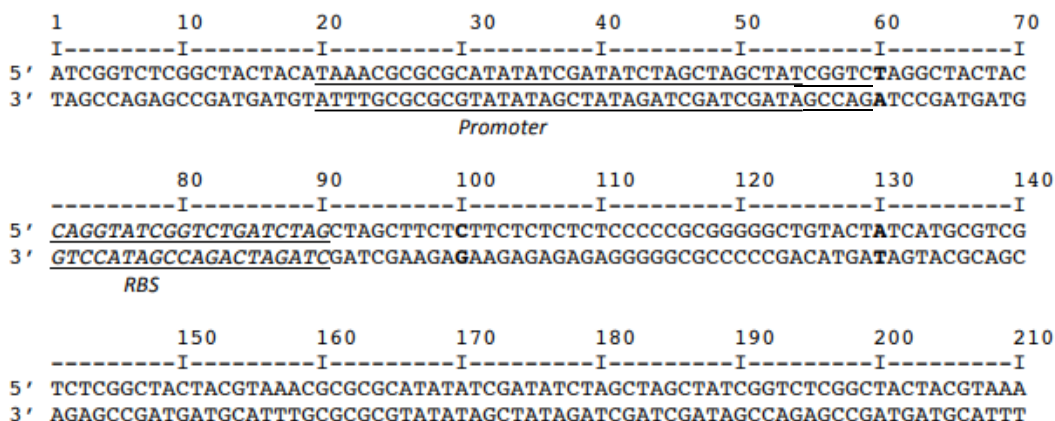 1 10 20 30 40 50 60 70
I--------I---------I---------I---------I---------I---------I---------I
5′ ATCGGTCTCGGCTACTACATAAACGCGCGCATATATCGATATCTAGCTAGCTATCGGTCTAGGCTACTAC
3′ TAGCCAGAGCCGATGATGTATTTGCGCGCGTATATAGCTATAGATCGATCGATAGCCAGATCCGATGATG
Promoter
80 90 100 110 120 130 140
---------I---------I---------I---------I---------I---------I---------I
5′ CAGGTATCGGTCTGATCTAGCTAGCTTCTCTTCTCTCTCTCCCCCGCGGGGGCTGTACTATCATGCGTCG
3′ GTCCATAGCCAGACTAGATCGATCGAAGAGAAGAGAGAGAGGGGGCGCCCCCGACATGATAGTACGCAGC
RBS
150 160 170 180 190 200 210
---------I---------I---------I---------I---------I---------I---------I
5′ TCTCGGCTACTACGTAAACGCGCGCATATATCGATATCTAGCTAGCTATCGGTCTCGGCTACTACGTAAA
3′ AGAGCCGATGATGCATTTGCGCGCGTATATAGCTATAGATCGATCGATAGCCAGAGCCGATGATGCATTT